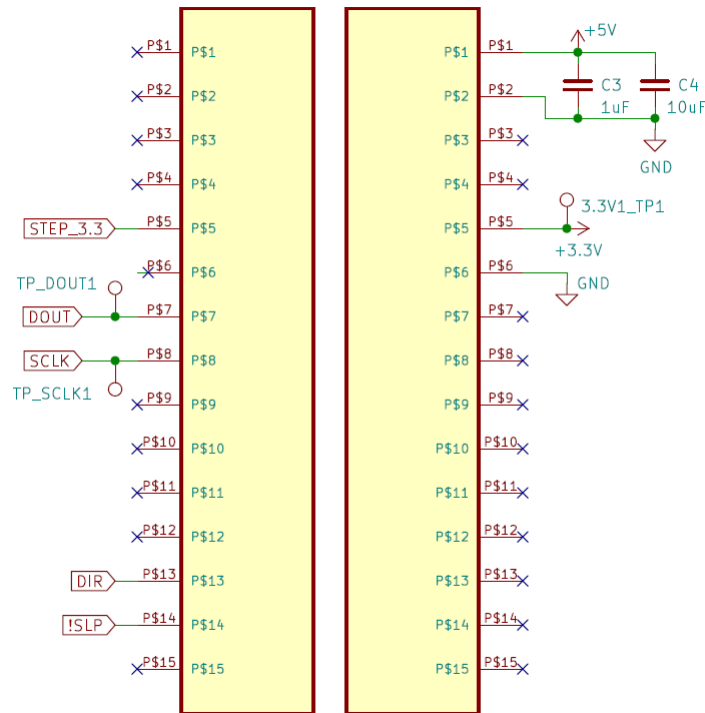 +5V
P$1 P$1 P$1 P$1
C3 C4
P$2 P$2 P$2 P$2
1uF 10uF
P$3 P$3 P$3 P$3
GND
P$4 P$4 P$4 P$4
3.3V1_TP1
STEP_3.3 P$5 P$5 P$5 P$5
+3.3V
P$6 P$6 P$6 P$6
TP_DOUT1 GND
DOUT P$7 P$7 P$7 P$7
SCLK P$8 P$8 P$8 P$8
TP_SCLK1
P$9 P$9 P$9 P$9
P$10 P$10 P$10 P$10
P$11 P$11 P$11 P$11
P$12 P$12 P$12 P$12
DIR P$13 P$13 P$13 P$13
!SLP P$14 P$14 P$14 P$14
P$15 P$15 P$15 P$15